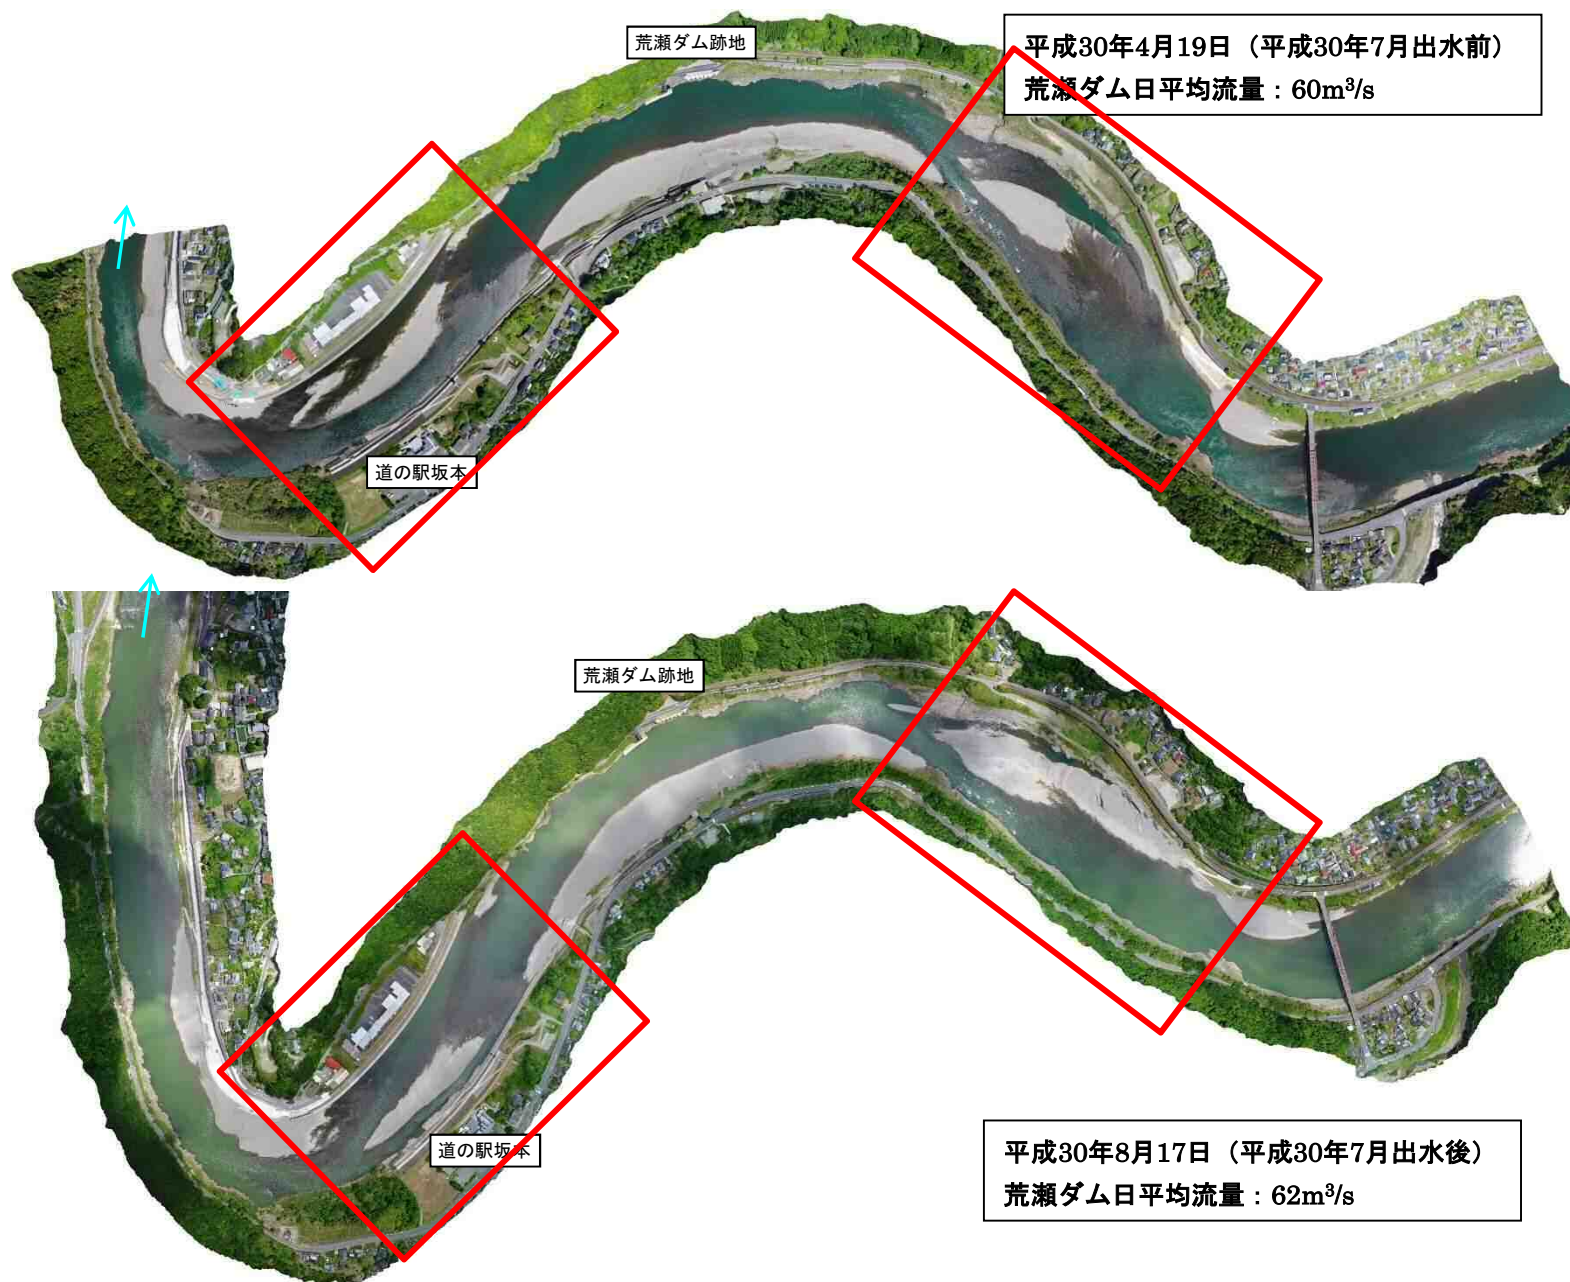 荒瀬ダム跡地
平成30年4月19日（平成30年7月出水前）
荒瀬ダム日平均流量：60m³/s
道の駅坂本
荒瀬ダム跡地
道の駅坂本
平成30年8月17日（平成30年7月出水後）
荒瀬ダム日平均流量：62m³/s